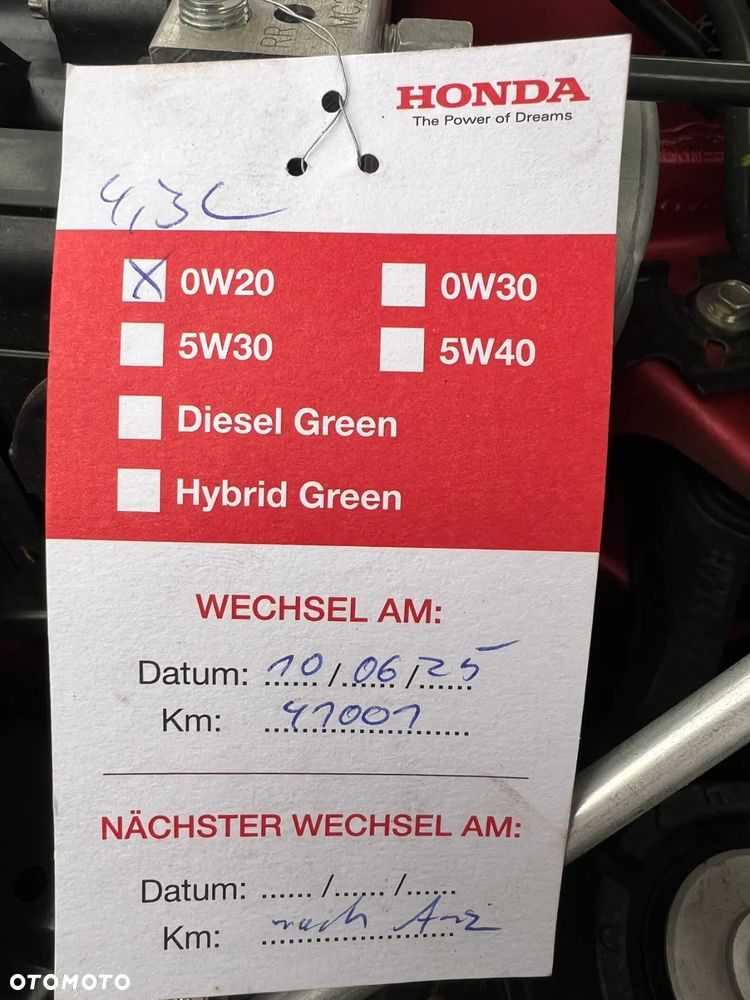 HONDA
The Power of Dreams
4,3L
X 0W20 0W30
5W30 5W40
Diesel Green
Hybrid Green
WECHSEL AM:
Datum: 10/06/25
Km: 41001
NÄCHSTER WECHSEL AM:
Datum: ....../....../......
Km: nach Anz
OTOMOTO